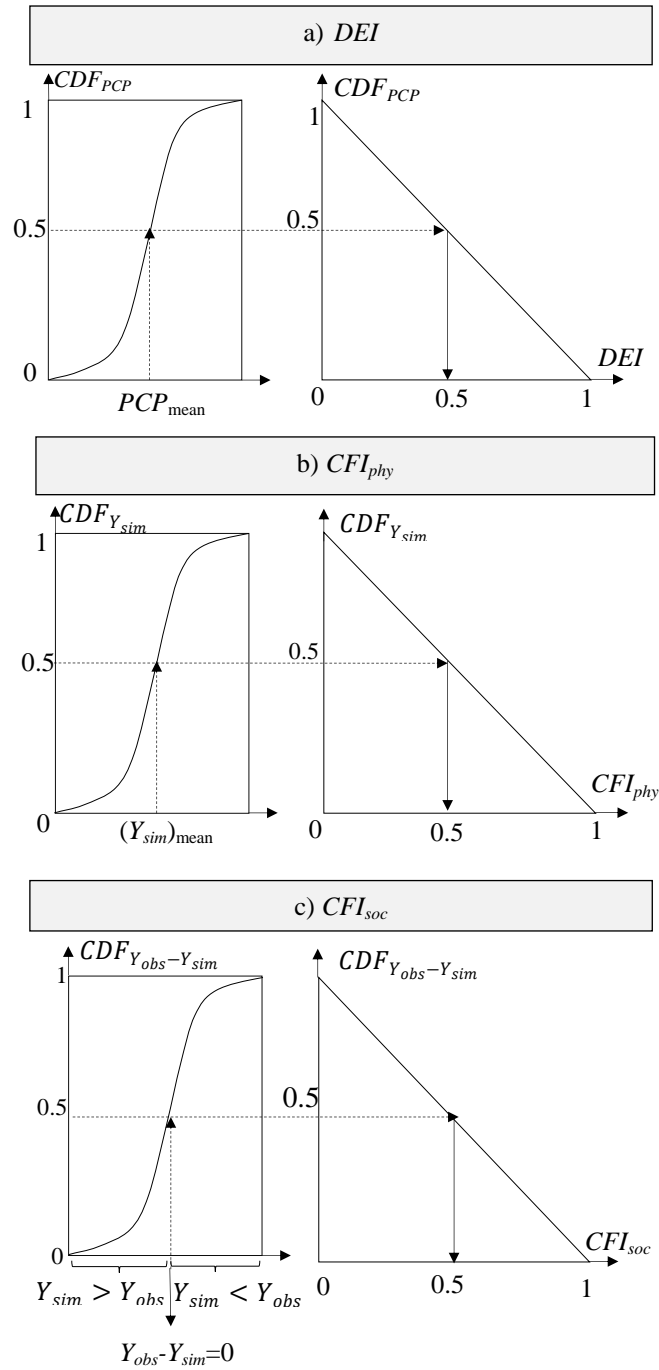 a) DEI
CDF_PCP CDF_PCP
1 1
0.5 0.5
DEI
0 0 0.5 1
PCP_mean
b) CFI_phy
CDF_Y_sim CDF_Y_sim
1 1
0.5 0.5
CFI_phy
0 0 0.5 1
(Y_sim)_mean
c) CFI_soc
CDF_Y_obs−Y_sim CDF_Y_obs−Y_sim
1 1
0.5 0.5
0 CFI_soc
0 0.5 1
Y_sim > Y_obs Y_sim < Y_obs
Y_obs-Y_sim=0